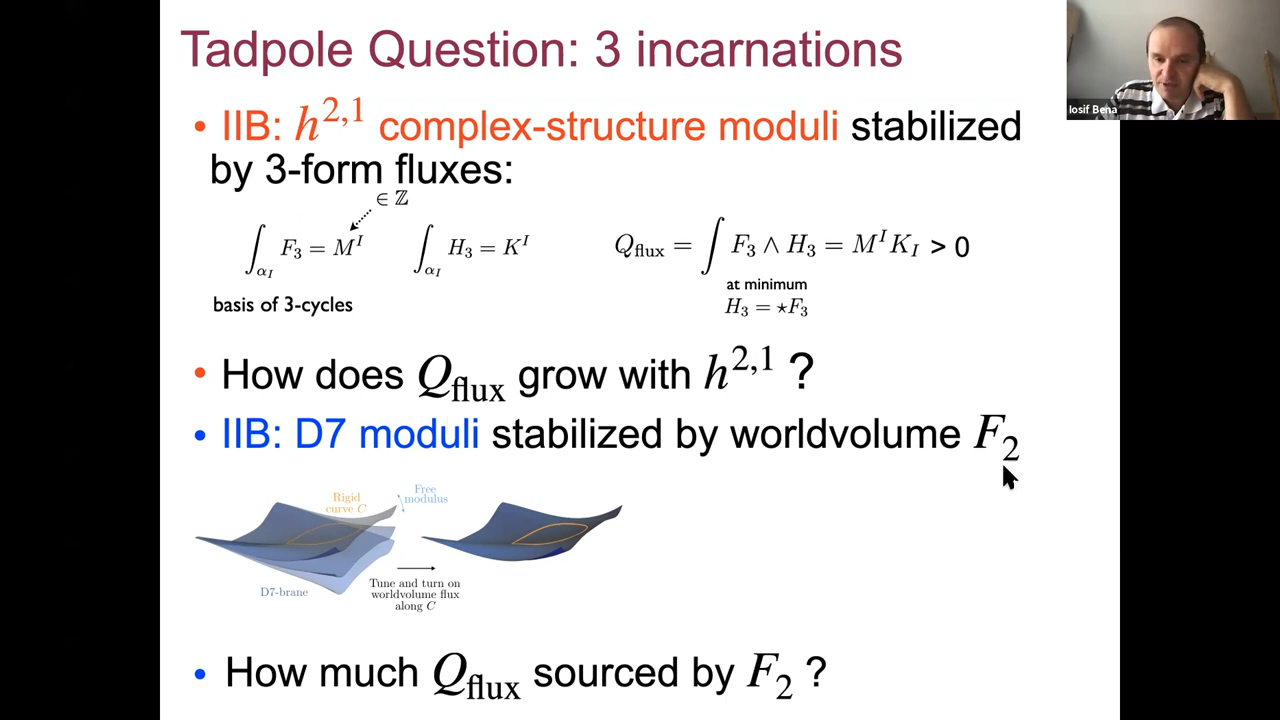 Tadpole Question: 3 incarnations
Iosif Bena
• IIB: h^{2,1} complex-structure moduli stabilized
by 3-form fluxes:
∈ ℤ
∫_{α_I} F_3 = M^I ∫_{α_I} H_3 = K^I Q_flux = ∫ F_3 ∧ H_3 = M^I K_I > 0
at minimum
basis of 3-cycles
H_3 = ⋆F_3
• How does Q_flux grow with h^{2,1} ?
• IIB: D7 moduli stabilized by worldvolume F_2
Free
modulus
Rigid
curve C
D7-brane
Tune and turn on
worldvolume flux
along C
• How much Q_flux sourced by F_2 ?